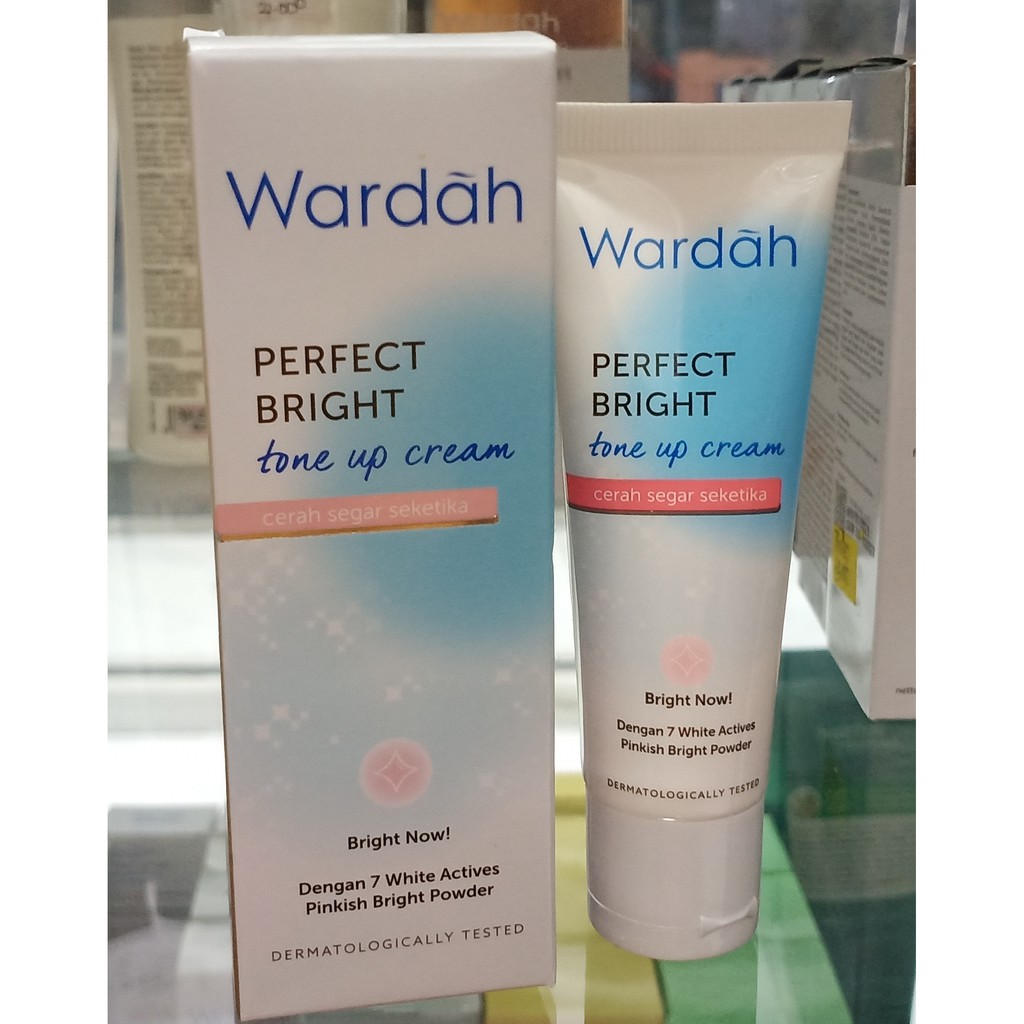 Wardah
Wardãh
PERFECT
BRIGHT
tone up cream
cerah segar seketika
Bright Now!
Dengan 7 White Actives
Pinkish Bright Powder
DERMATOLOGICALLY TESTED
Wardãh
PERFECT
BRIGHT
tone up cream
cerah segar seketika
Bright Now!
Dengan 7 White Actives
Pinkish Bright Powder
DERMATOLOGICALLY TESTED